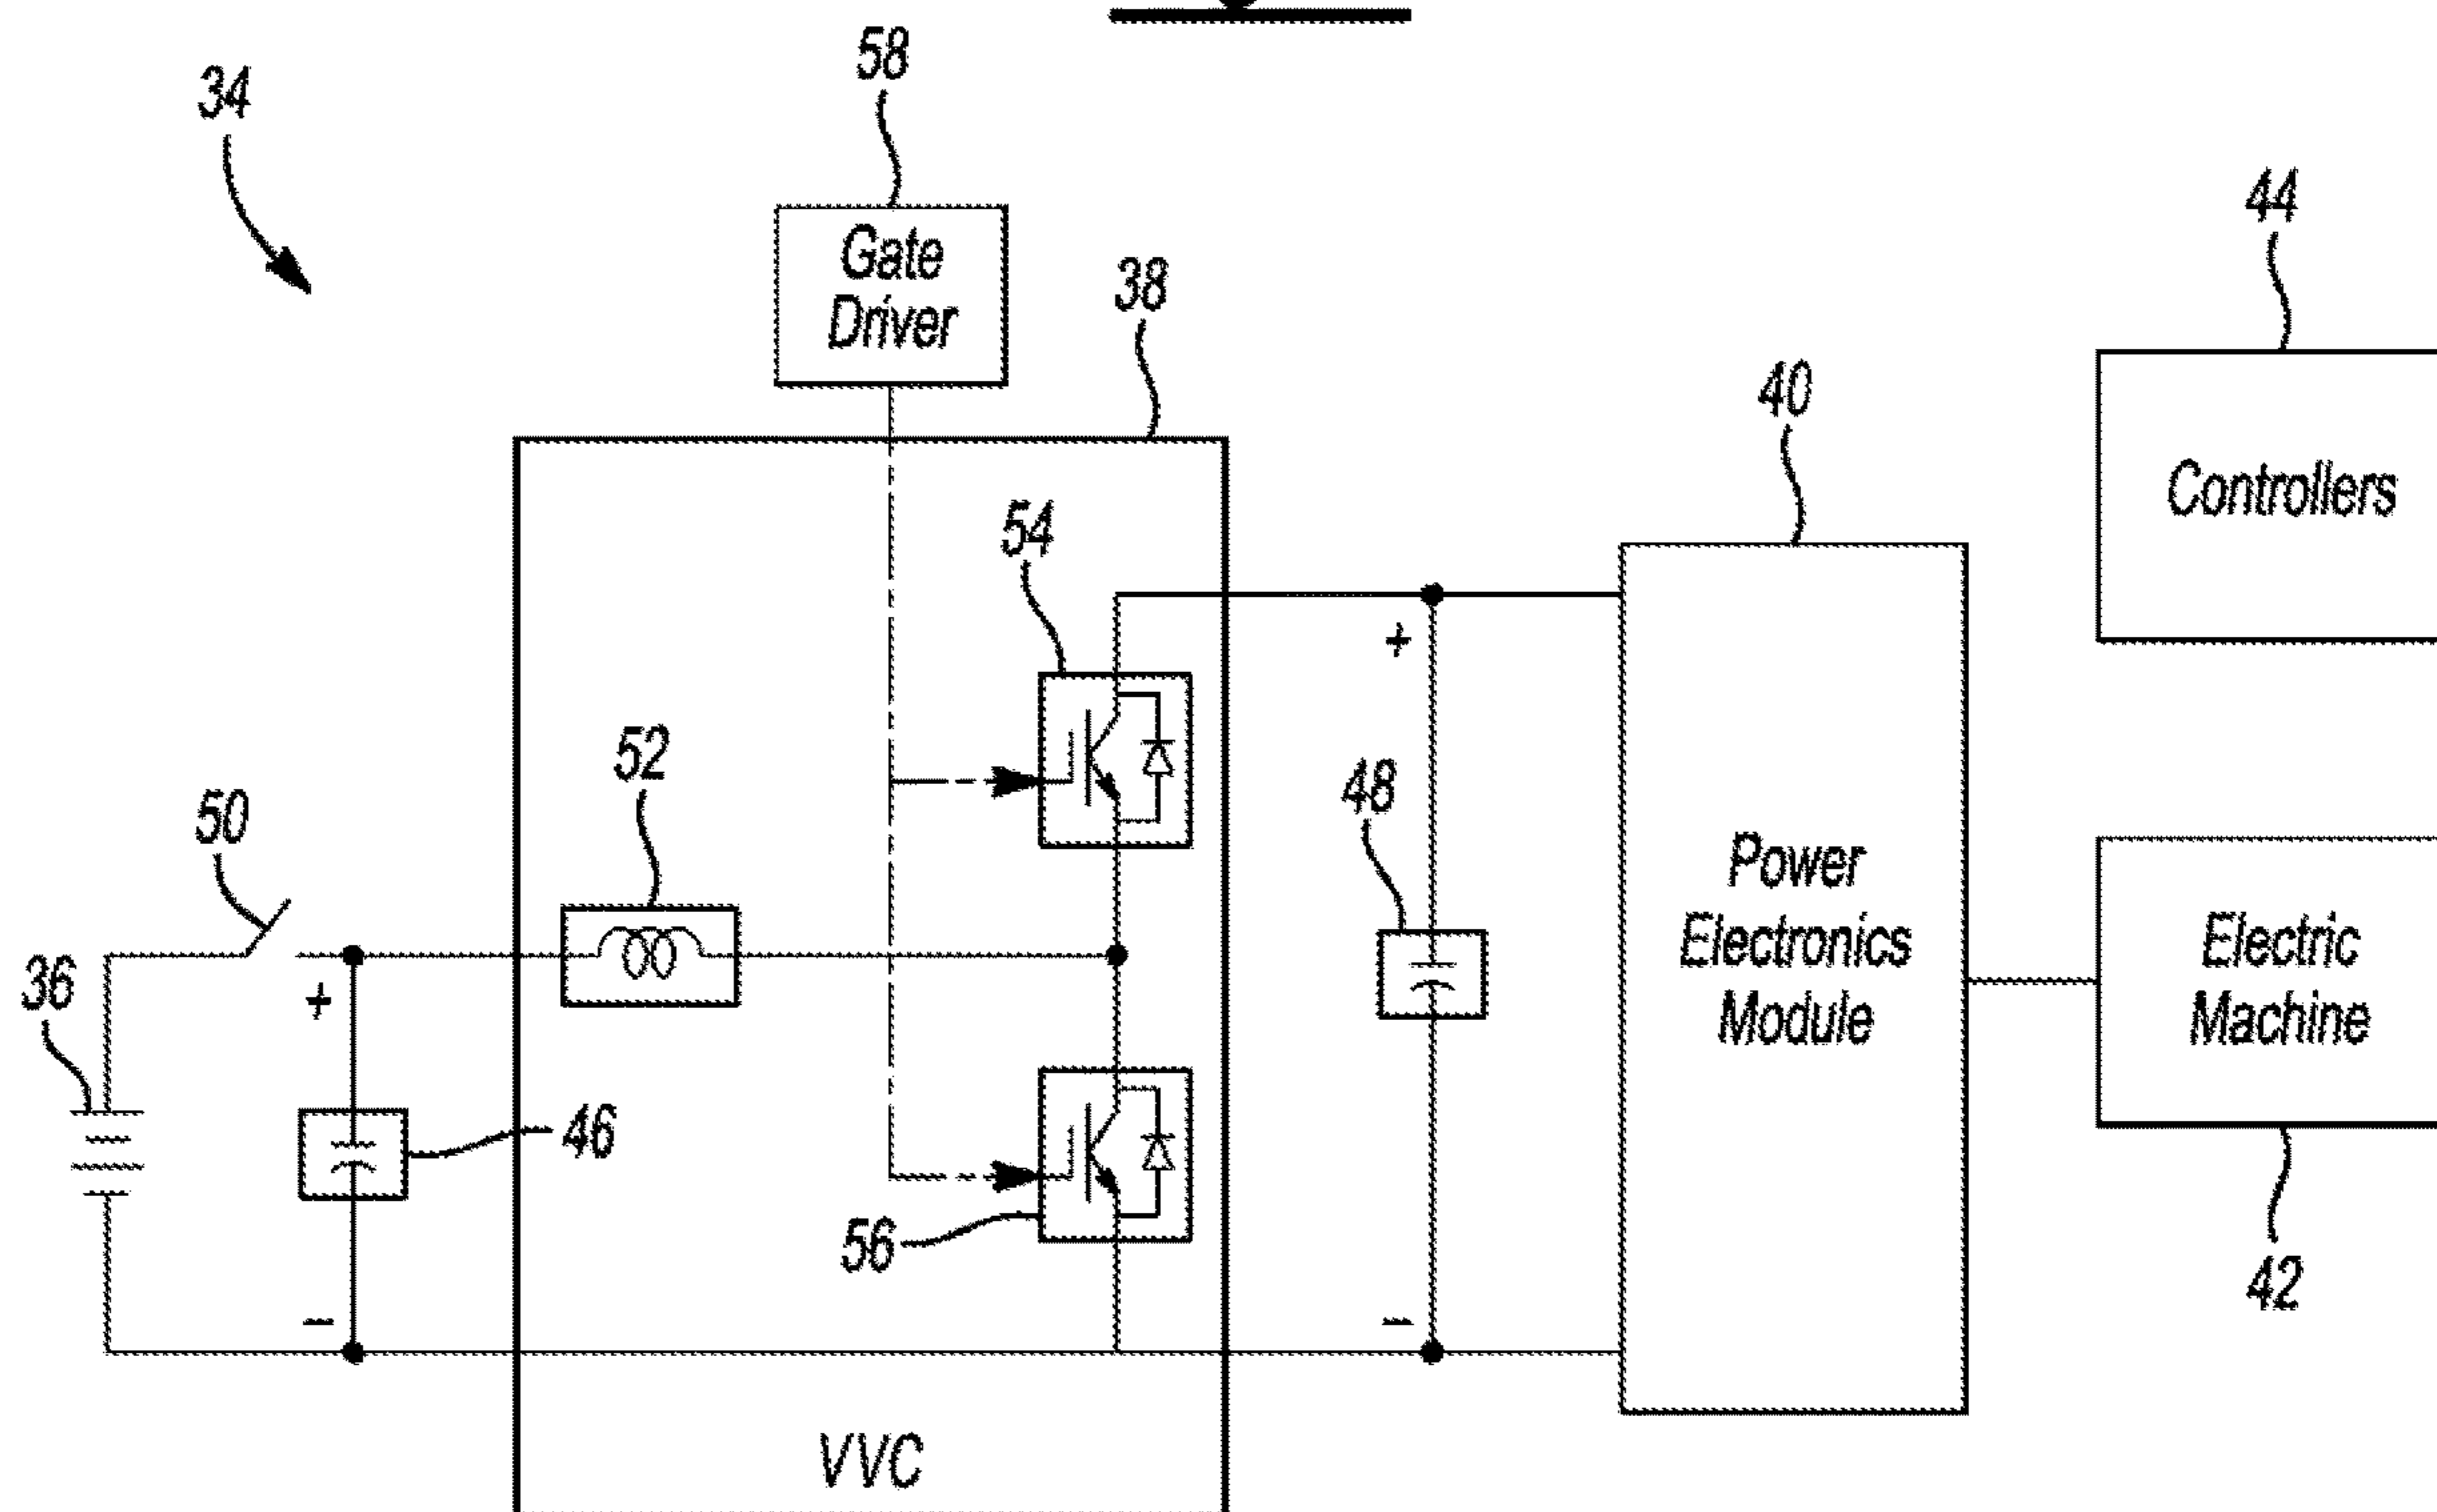 58
34
Gate
Driver
38
44
Controllers
40
54
52
48
50
36
+
+
Power
Electronics
Module
Electric
Machine
46
56
42
−
−
VVC